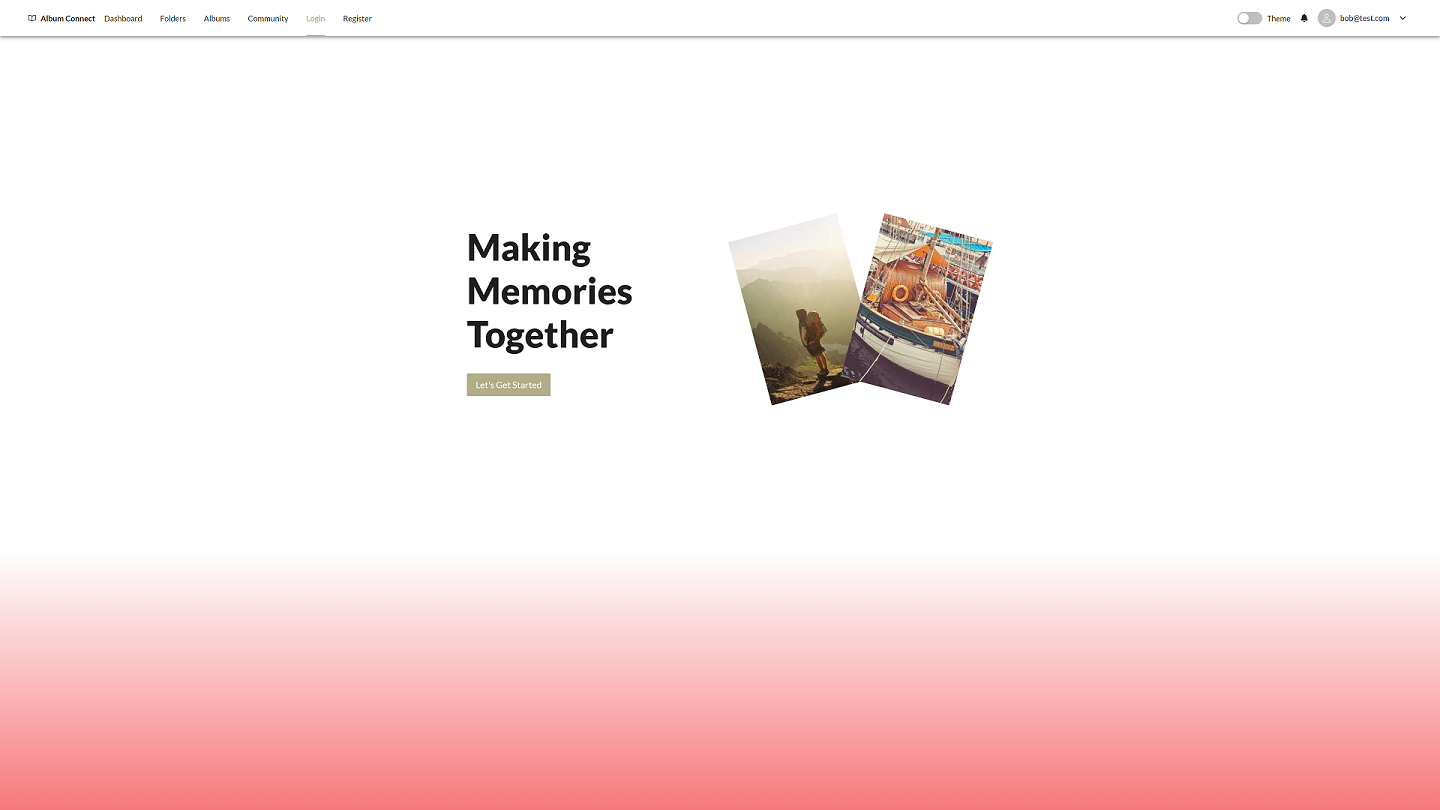 Album Connect Dashboard Folders Albums Community Login Register Theme bob@test.com
Making
Memories
Together
Let's Get Started